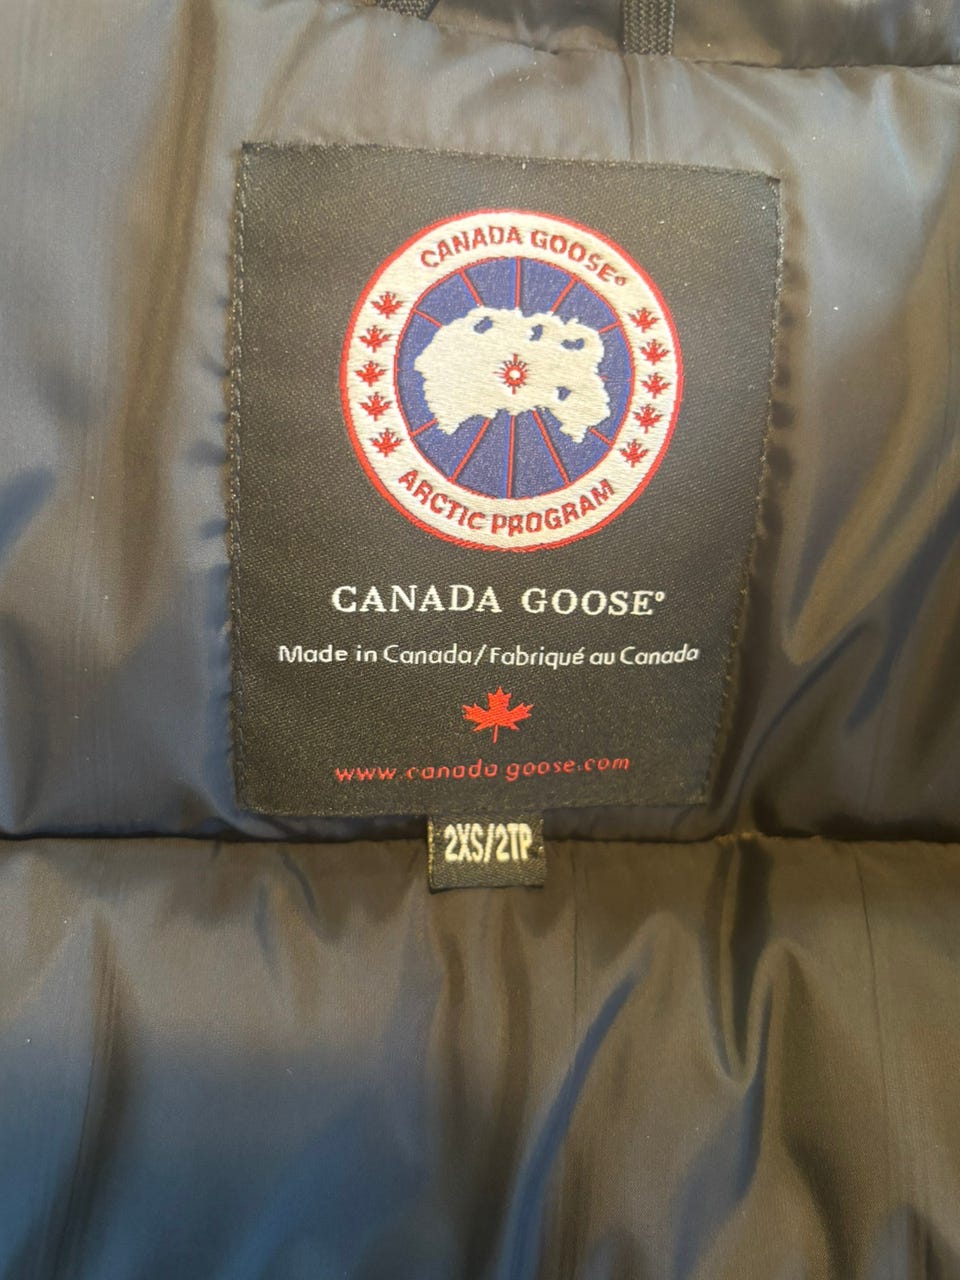 CANADA GOOSE®
ARCTIC PROGRAM
CANADA GOOSE®
Made in Canada/Fabriqué au Canada
www.canada goose.com
2XS/2TP